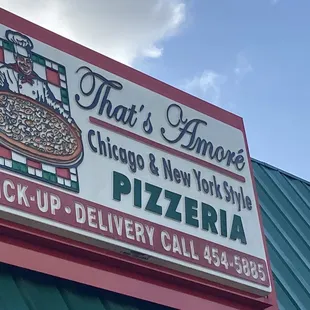 That's Amoré
Chicago & New York Style
PIZZERIA
CK-UP • DELIVERY CALL 454-5885